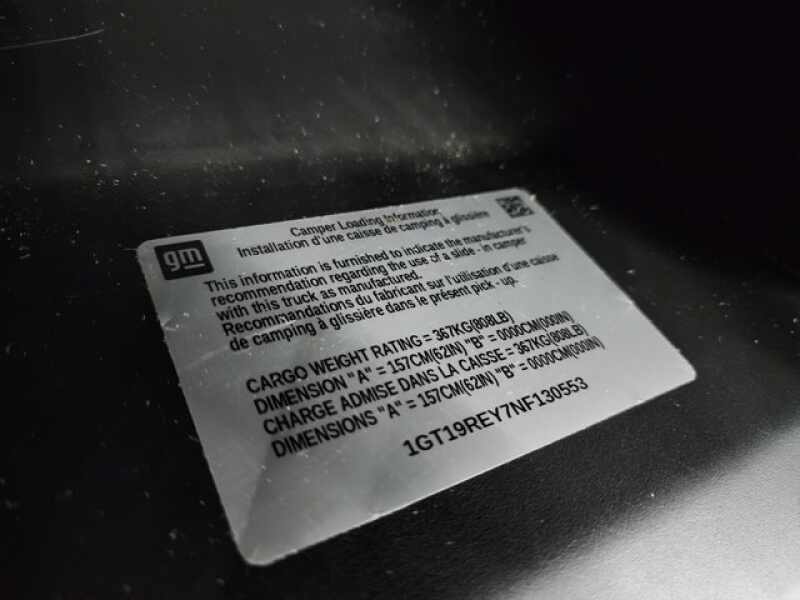 Camper Loading Information
Installation d'une caisse de camping à glissière
gm
This information is furnished to indicate the manufacturer's
recommendation regarding the use of a slide - in camper
with this truck as manufactured.
Recommandations du fabricant sur l'utilisation d'une caisse
de camping à glissière dans le présent pick - up.
CARGO WEIGHT RATING = 367KG(808LB)
DIMENSION "A" = 157CM(62IN) "B" = 0000CM(000IN)
CHARGE ADMISE DANS LA CAISSE = 367KG(808LB)
DIMENSIONS "A" = 157CM(62IN) "B" = 0000CM(000IN)
1GT19REY7NF130553